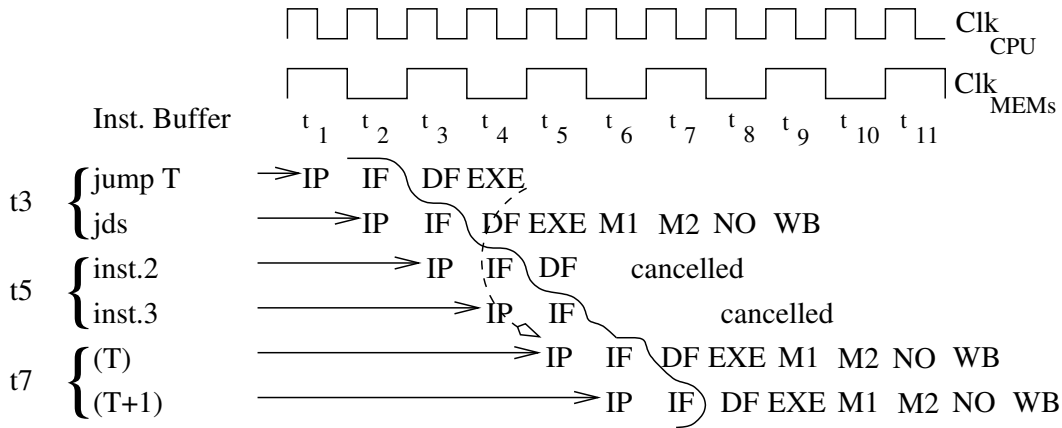 Clk CPU
Clk MEMs
Inst. Buffer t 1 t 2 t 3 t 4 t 5 t 6 t 7 t 8 t 9 t 10 t 11
t3 { jump T IP IF DF EXE
jds IP IF DF EXE M1 M2 NO WB
t5 { inst.2 IP IF DF cancelled
inst.3 IP IF cancelled
t7 { (T) IP IF DF EXE M1 M2 NO WB
(T+1) IP IF DF EXE M1 M2 NO WB